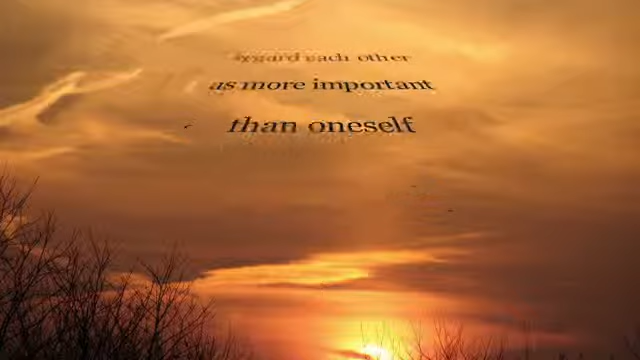 regard each other
as more important
than oneself